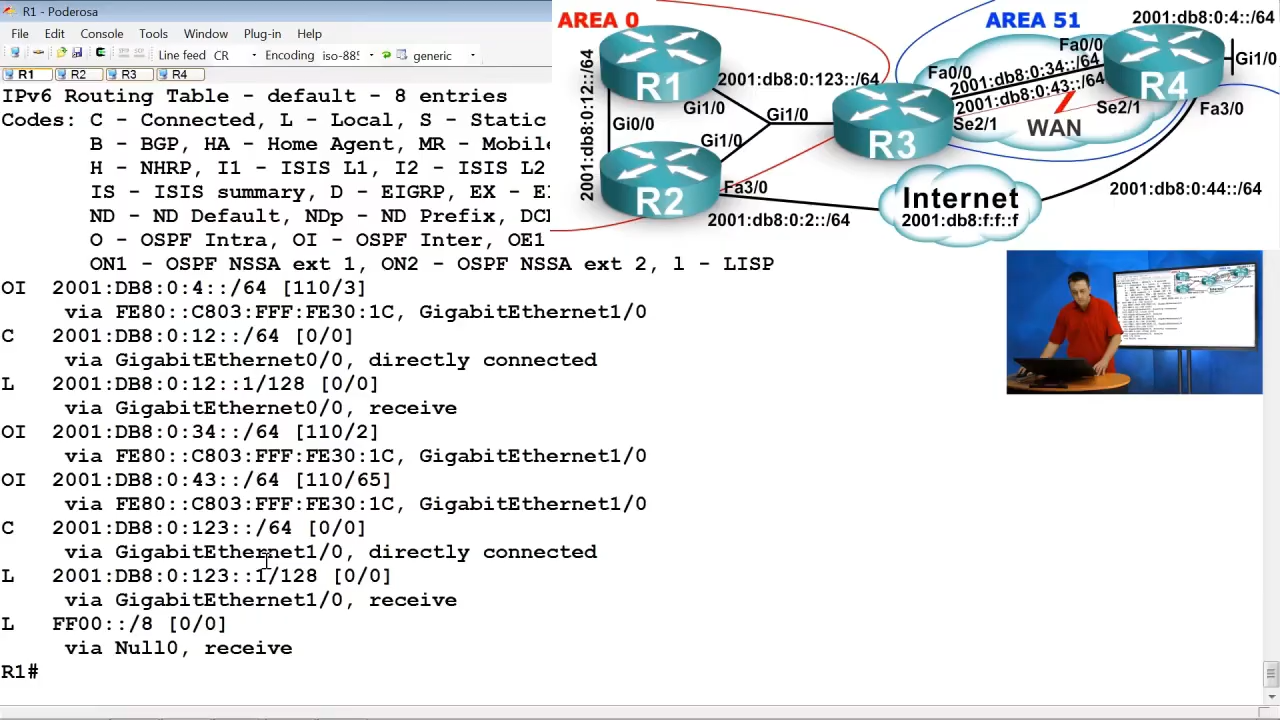 R1 - Poderosa
File Edit Console Tools Window Plug-in Help
Line feed CR Encoding iso-88: generic
R1 R2 R3 R4
IPv6 Routing Table - default - 8 entries
Codes: C - Connected, L - Local, S - Static
B - BGP, HA - Home Agent, MR - Mobile
H - NHRP, I1 - ISIS L1, I2 - ISIS L2
IS - ISIS summary, D - EIGRP, EX - EI
ND - ND Default, NDp - ND Prefix, DCE
O - OSPF Intra, OI - OSPF Inter, OE1
ON1 - OSPF NSSA ext 1, ON2 - OSPF NSSA ext 2, l - LISP
OI 2001:DB8:0:4::/64 [110/3]
via FE80::C803:FFF:FE30:1C, GigabitEthernet1/0
C 2001:DB8:0:12::/64 [0/0]
via GigabitEthernet0/0, directly connected
L 2001:DB8:0:12::1/128 [0/0]
via GigabitEthernet0/0, receive
OI 2001:DB8:0:34::/64 [110/2]
via FE80::C803:FFF:FE30:1C, GigabitEthernet1/0
OI 2001:DB8:0:43::/64 [110/65]
via FE80::C803:FFF:FE30:1C, GigabitEthernet1/0
C 2001:DB8:0:123::/64 [0/0]
via GigabitEthernet1/0, directly connected
L 2001:DB8:0:123::1/128 [0/0]
via GigabitEthernet1/0, receive
L FF00::/8 [0/0]
via Null0, receive
R1#
AREA 0
AREA 51
2001:db8:0:4::/64
R1
2001:db8:0:12::/64
2001:db8:0:123::/64
Gi1/0
Gi0/0
Gi1/0
Gi1/0
R2
Fa3/0
2001:db8:0:2::/64
R3
Fa0/0
Se2/1
Fa0/0
2001:db8:0:34::/64
2001:db8:0:43::/64
Se2/1
WAN
R4
Gi1/0
Fa3/0
Internet
2001:db8:f:f::f
2001:db8:0:44::/64